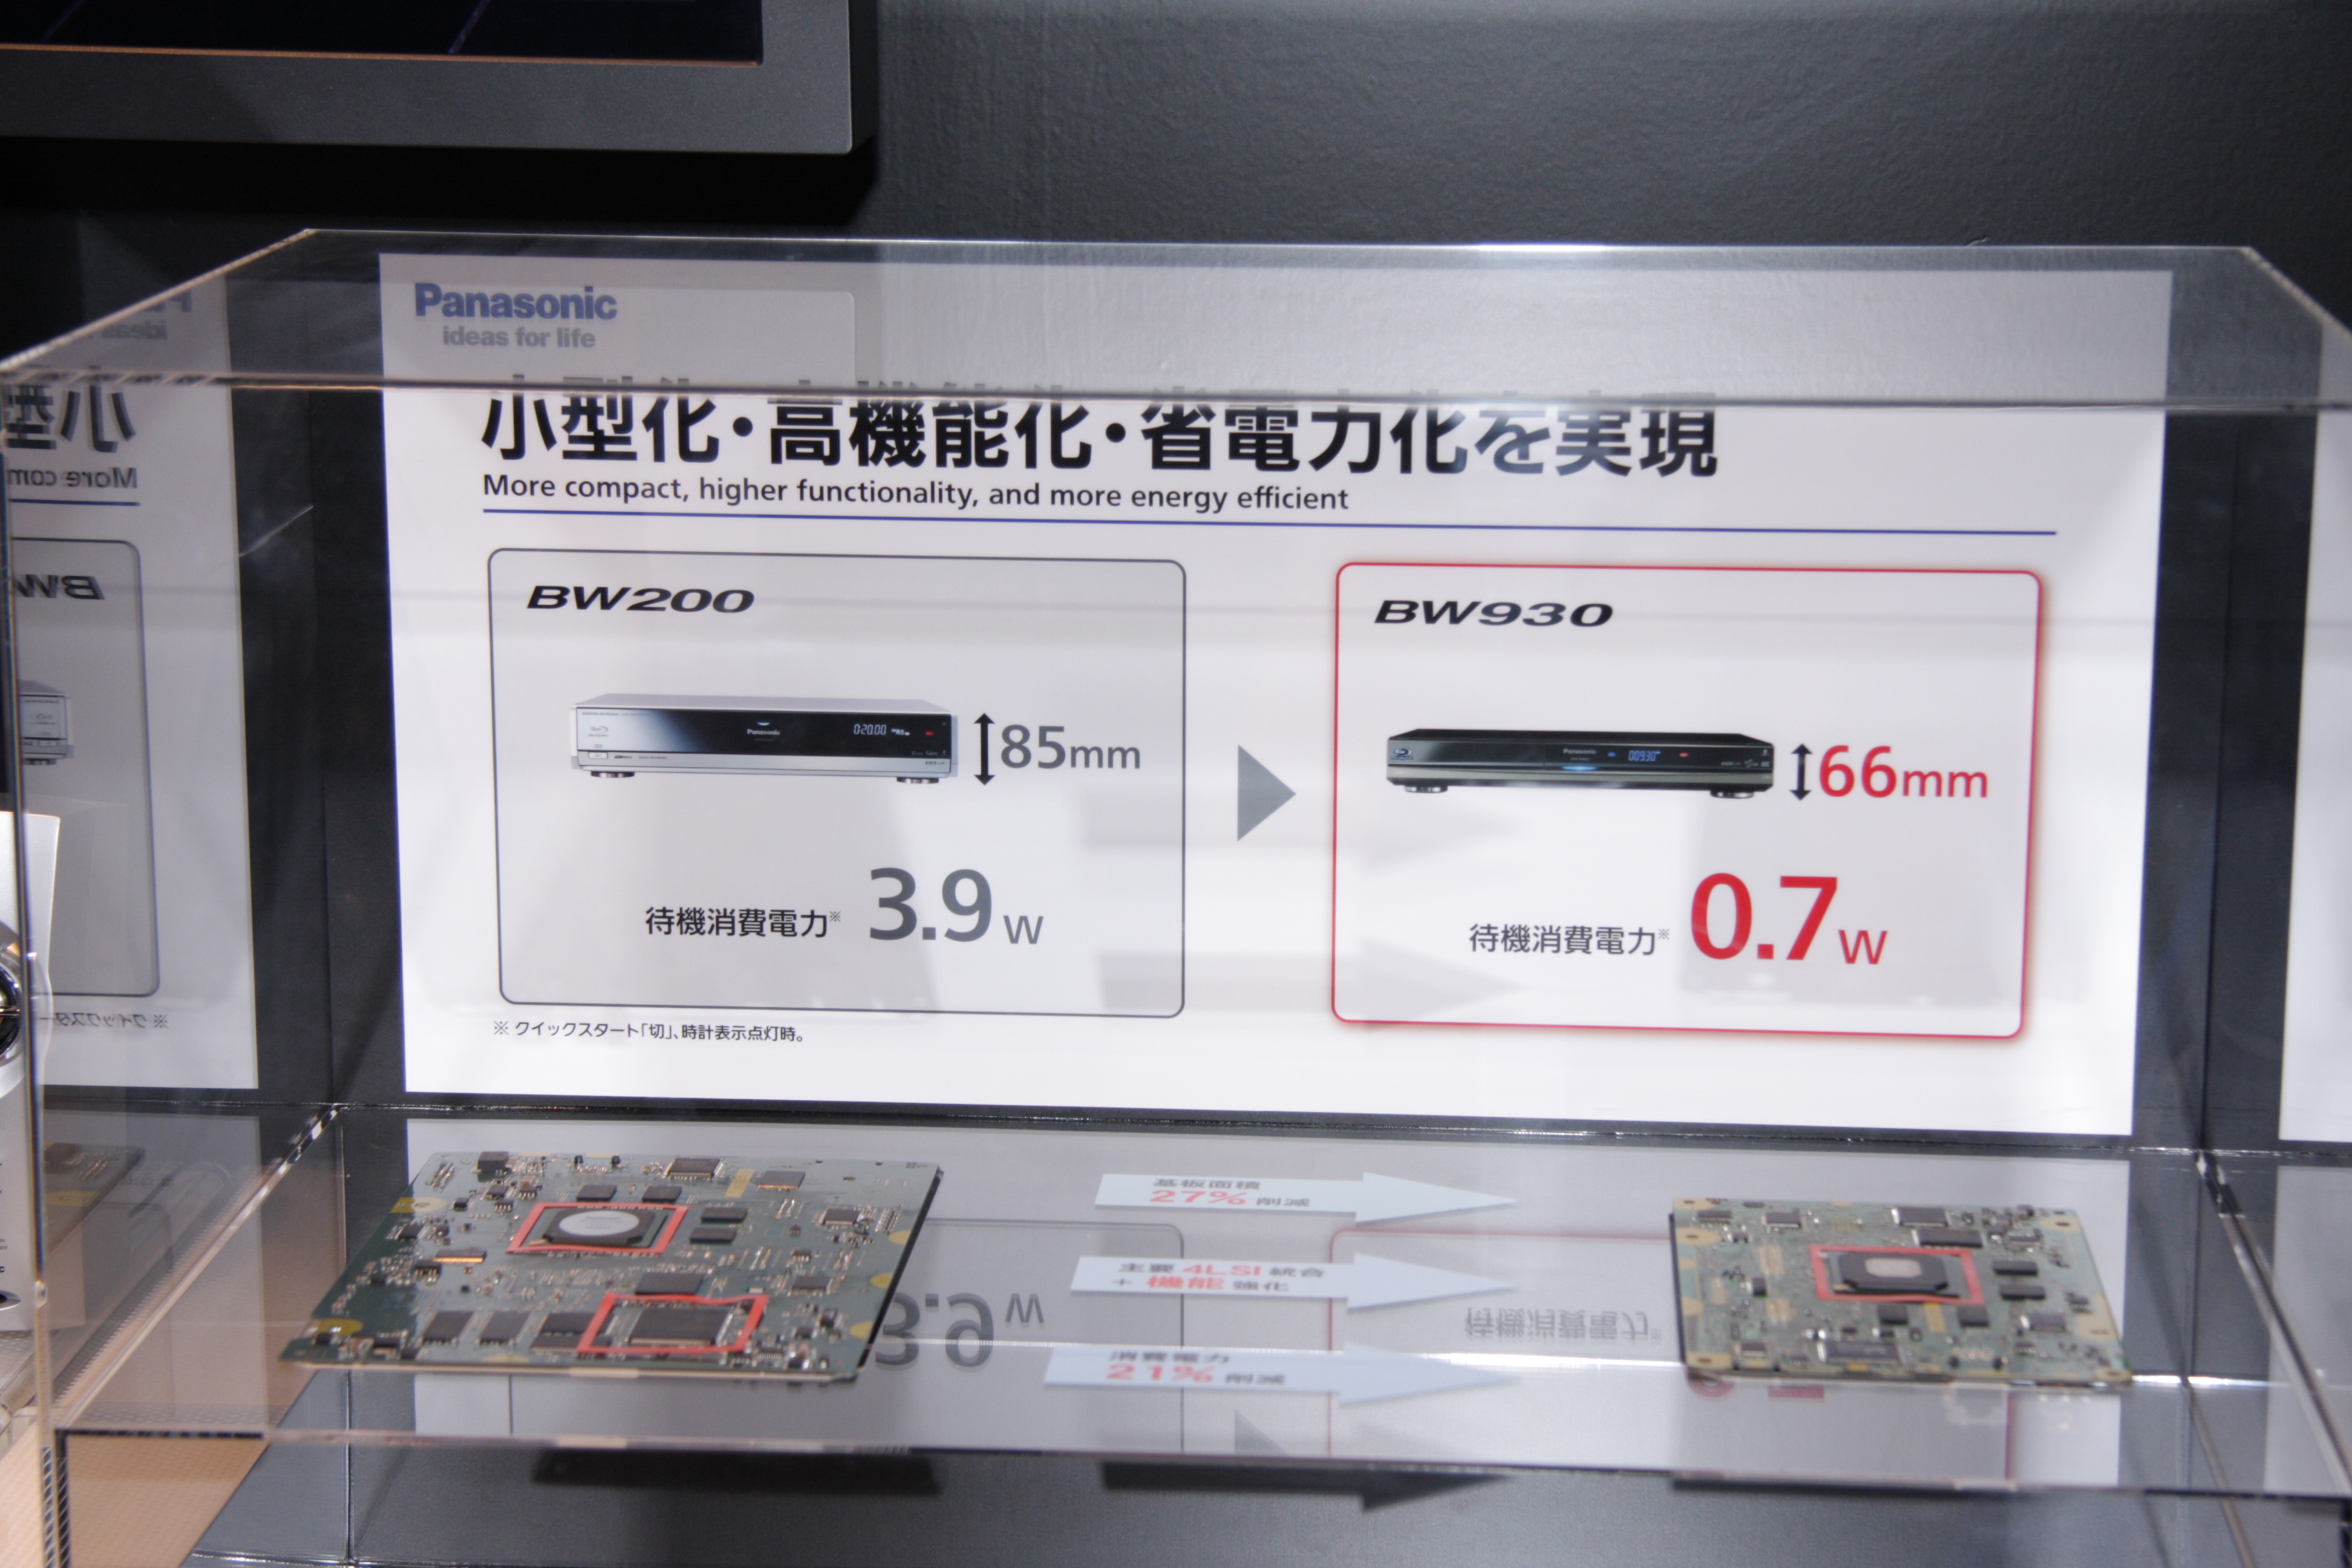 Panasonic
ideas for life
小型化・高機能化・省電力化を実現
More compact, higher functionality, and more energy efficient
BW200
85mm
待機消費電力※ 3.9W
BW930
66mm
待機消費電力※ 0.7W
※ クイックスタート「切」、時計表示点灯時。
基板面積
27% 削減
主要 4LSI 統合
+ 機能 強化
消費電力
21% 削減